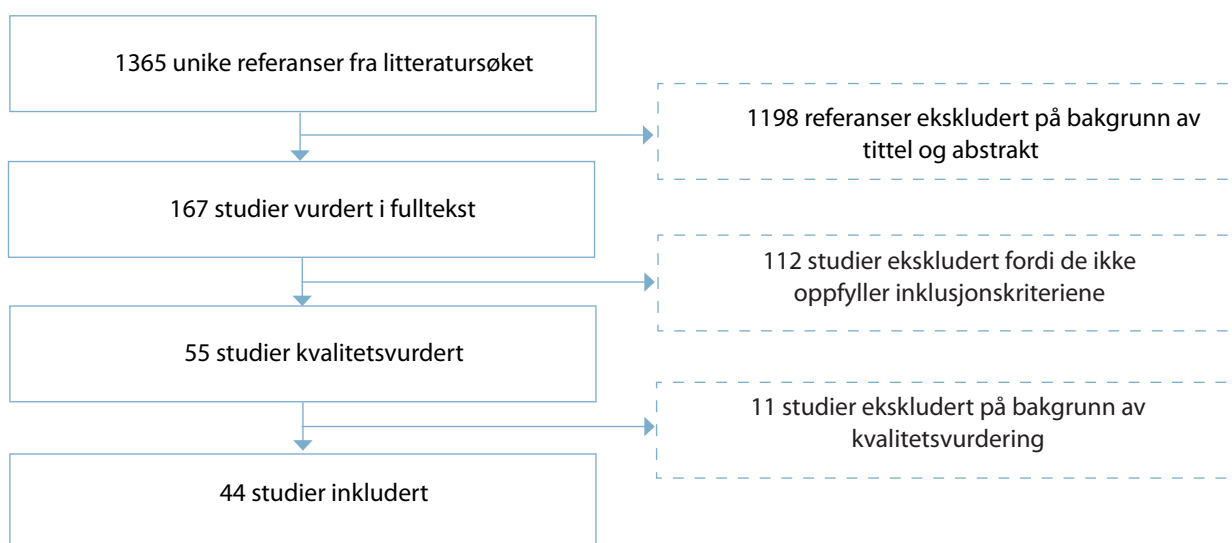 1365 unike referanser fra litteratursøket
1198 referanser ekskludert på bakgrunn av
tittel og abstrakt
167 studier vurdert i fulltekst
112 studier ekskludert fordi de ikke
oppfyller inklusjonskriteriene
55 studier kvalitetsvurdert
11 studier ekskludert på bakgrunn av
kvalitetsvurdering
44 studier inkludert